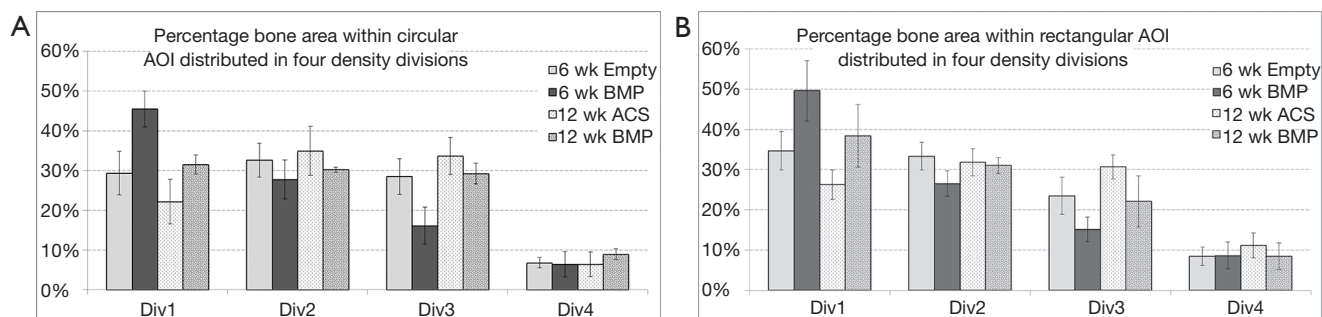 A
Percentage bone area within circular
AOI distributed in four density divisions
60%
50%
40%
30%
20%
10%
0%
6 wk Empty
6 wk BMP
12 wk ACS
12 wk BMP
Div1 Div2 Div3 Div4
B
Percentage bone area within rectangular AOI
distributed in four density divisions
60%
50%
40%
30%
20%
10%
0%
6 wk Empty
6 wk BMP
12 wk ACS
12 wk BMP
Div1 Div2 Div3 Div4